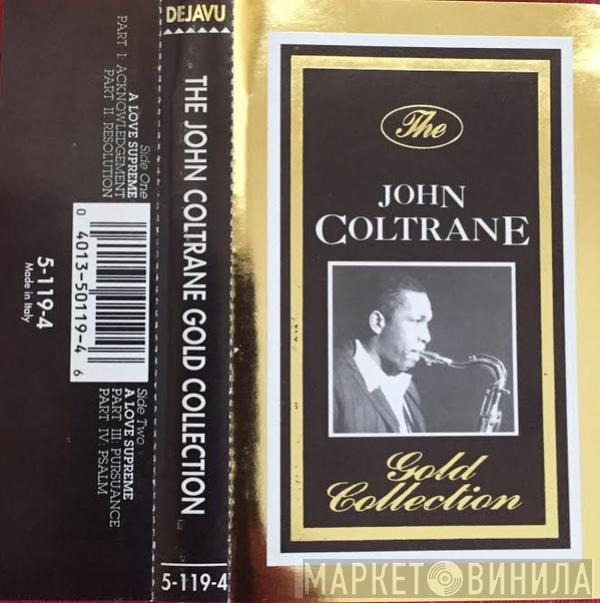 The
JOHN
COLTRANE
Gold
Collection
DEJAVU
THE JOHN COLTRANE GOLD COLLECTION
5-119-4
Side One
A LOVE SUPREME
PART I: ACKNOWLEDGEMENT
PART II: RESOLUTION
0 4013-50119-4 6
Side Two
A LOVE SUPREME
PART III: PURSUANCE
PART IV: PSALM
5-119-4
Made in Italy
МАРКЕТ ВИНИЛА